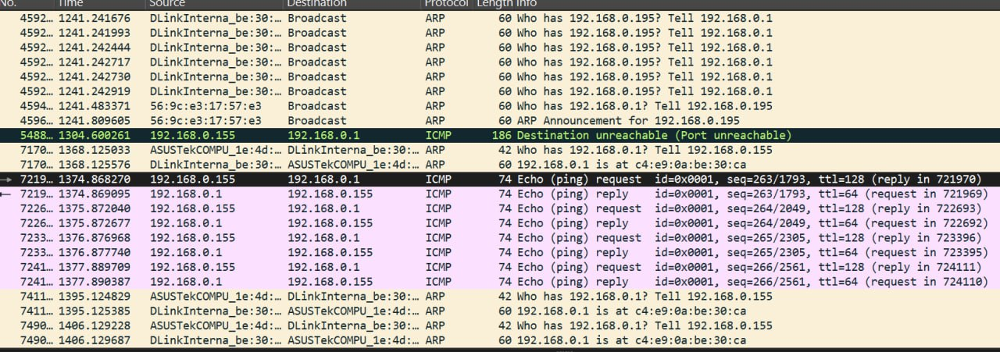 No. Time Source Destination Protocol Length Info
4592… 1241.241676 DLinkInterna_be:30:… Broadcast ARP 60 Who has 192.168.0.195? Tell 192.168.0.1
4592… 1241.241993 DLinkInterna_be:30:… Broadcast ARP 60 Who has 192.168.0.195? Tell 192.168.0.1
4592… 1241.242444 DLinkInterna_be:30:… Broadcast ARP 60 Who has 192.168.0.195? Tell 192.168.0.1
4592… 1241.242717 DLinkInterna_be:30:… Broadcast ARP 60 Who has 192.168.0.195? Tell 192.168.0.1
4592… 1241.242730 DLinkInterna_be:30:… Broadcast ARP 60 Who has 192.168.0.195? Tell 192.168.0.1
4592… 1241.242919 DLinkInterna_be:30:… Broadcast ARP 60 Who has 192.168.0.195? Tell 192.168.0.1
4594… 1241.483371 56:9c:e3:17:57:e3 Broadcast ARP 60 Who has 192.168.0.1? Tell 192.168.0.195
4596… 1241.809605 56:9c:e3:17:57:e3 Broadcast ARP 60 ARP Announcement for 192.168.0.195
5488… 1304.600261 192.168.0.155 192.168.0.1 ICMP 186 Destination unreachable (Port unreachable)
7170… 1368.125033 ASUSTekCOMPU_1e:4d:… DLinkInterna_be:30:… ARP 42 Who has 192.168.0.1? Tell 192.168.0.155
7170… 1368.125576 DLinkInterna_be:30:… ASUSTekCOMPU_1e:4d:… ARP 60 192.168.0.1 is at c4:e9:0a:be:30:ca
7219… 1374.868270 192.168.0.155 192.168.0.1 ICMP 74 Echo (ping) request id=0x0001, seq=263/1793, ttl=128 (reply in 721970)
7219… 1374.869095 192.168.0.1 192.168.0.155 ICMP 74 Echo (ping) reply id=0x0001, seq=263/1793, ttl=64 (request in 721969)
7226… 1375.872040 192.168.0.155 192.168.0.1 ICMP 74 Echo (ping) request id=0x0001, seq=264/2049, ttl=128 (reply in 722693)
7226… 1375.872677 192.168.0.1 192.168.0.155 ICMP 74 Echo (ping) reply id=0x0001, seq=264/2049, ttl=64 (request in 722692)
7233… 1376.876968 192.168.0.155 192.168.0.1 ICMP 74 Echo (ping) request id=0x0001, seq=265/2305, ttl=128 (reply in 723396)
7233… 1376.877740 192.168.0.1 192.168.0.155 ICMP 74 Echo (ping) reply id=0x0001, seq=265/2305, ttl=64 (request in 723395)
7241… 1377.889709 192.168.0.155 192.168.0.1 ICMP 74 Echo (ping) request id=0x0001, seq=266/2561, ttl=128 (reply in 724111)
7241… 1377.890387 192.168.0.1 192.168.0.155 ICMP 74 Echo (ping) reply id=0x0001, seq=266/2561, ttl=64 (request in 724110)
7411… 1395.124829 ASUSTekCOMPU_1e:4d:… DLinkInterna_be:30:… ARP 42 Who has 192.168.0.1? Tell 192.168.0.155
7411… 1395.125385 DLinkInterna_be:30:… ASUSTekCOMPU_1e:4d:… ARP 60 192.168.0.1 is at c4:e9:0a:be:30:ca
7490… 1406.129228 ASUSTekCOMPU_1e:4d:… DLinkInterna_be:30:… ARP 42 Who has 192.168.0.1? Tell 192.168.0.155
7490… 1406.129687 DLinkInterna_be:30:… ASUSTekCOMPU_1e:4d:… ARP 60 192.168.0.1 is at c4:e9:0a:be:30:ca